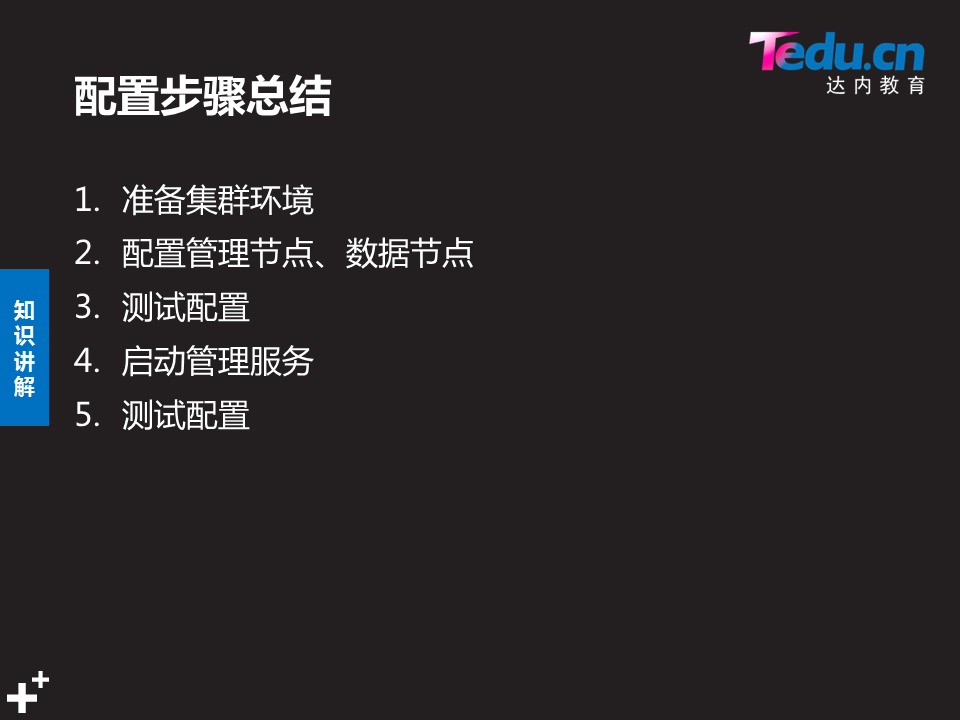 Tedu.cn
达内教育
配置步骤总结
1. 准备集群环境
2. 配置管理节点、数据节点
3. 测试配置
4. 启动管理服务
5. 测试配置
知
识
讲
解